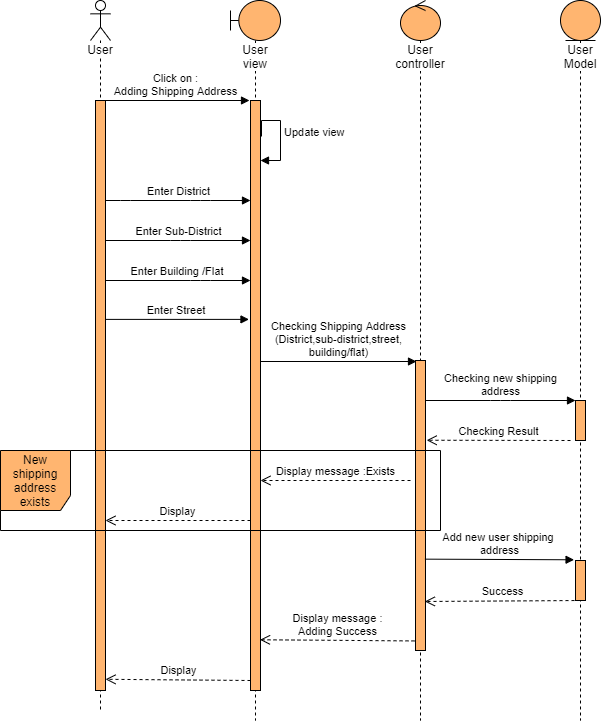 User
User
view
User
controller
User
Model
Click on :
Adding Shipping Address
Update view
Enter District
Enter Sub-District
Enter Building /Flat
Enter Street
Checking Shipping Address
(District,sub-district,street,
building/flat)
Checking new shipping
address
Checking Result
New
shipping
address
exists
Display message :Exists
Display
Add new user shipping
address
Success
Display message :
Adding Success
Display